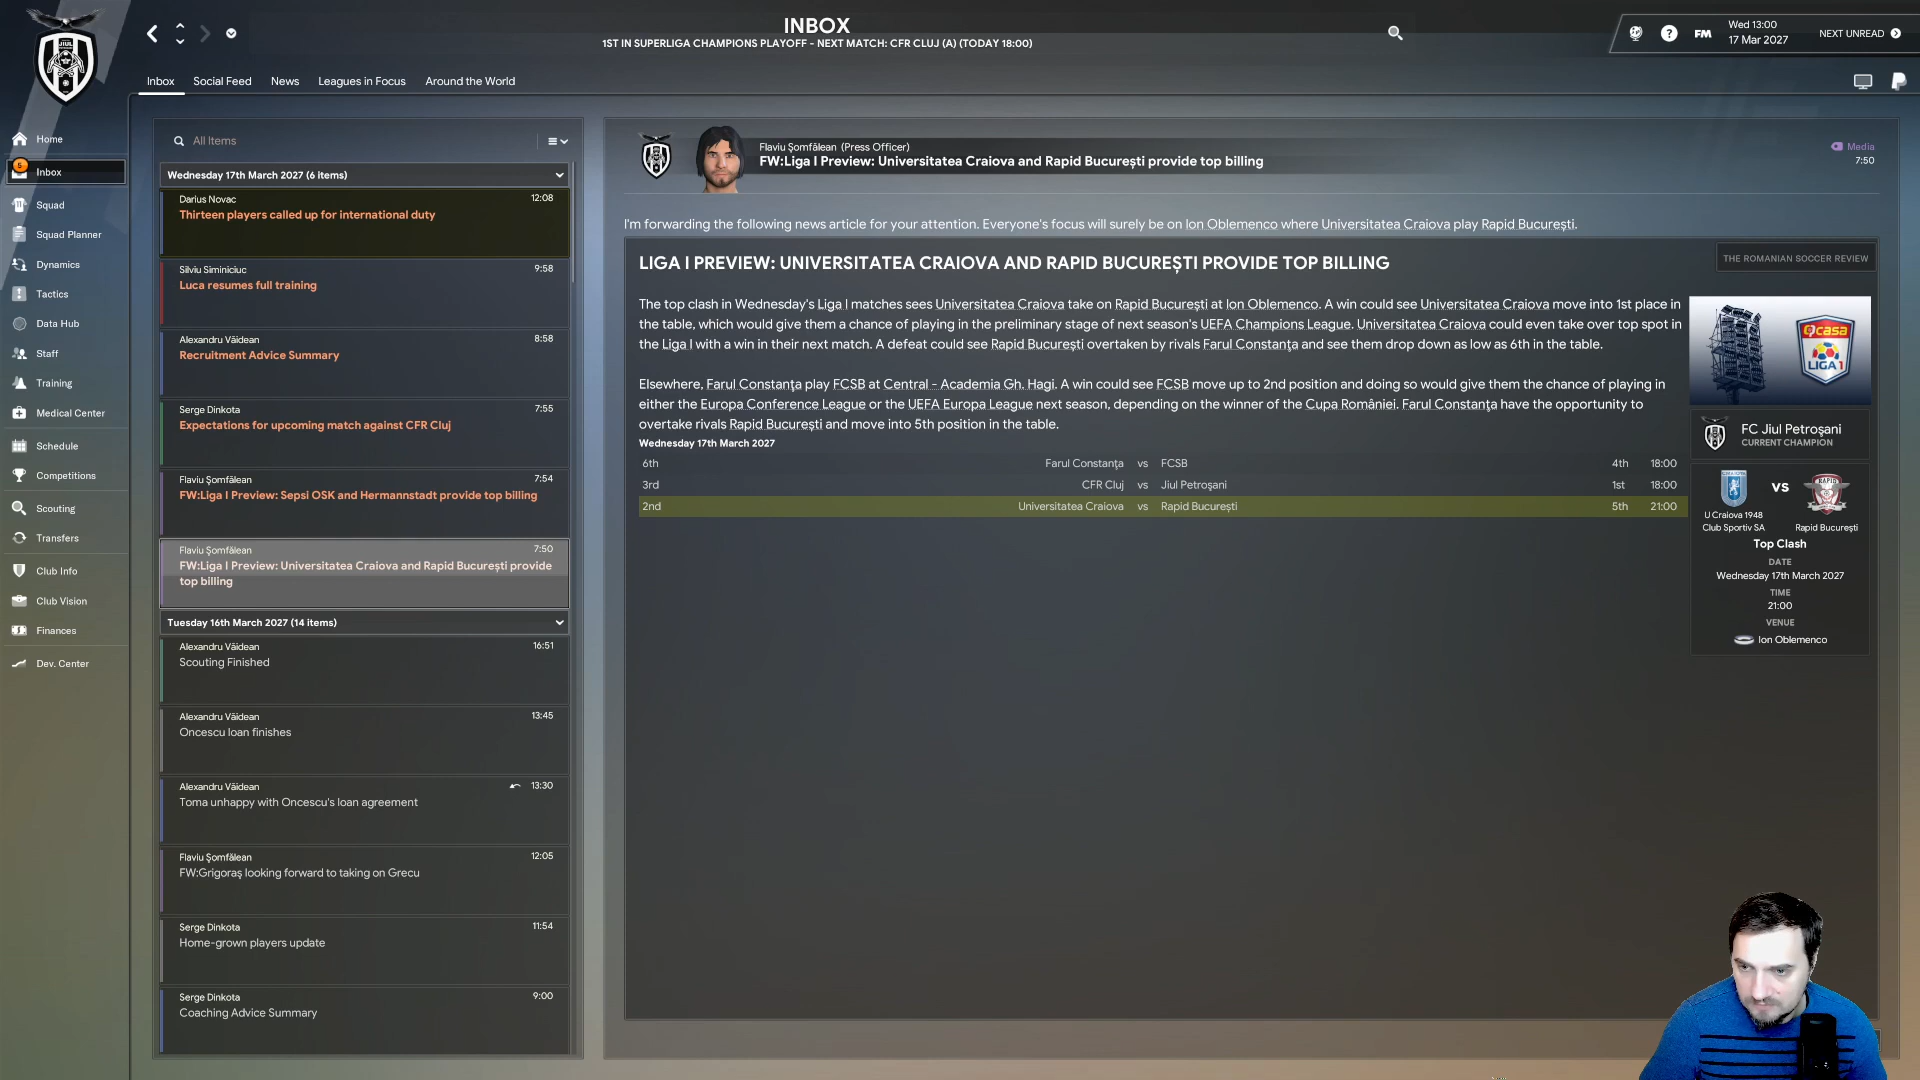 INBOX
1ST IN SUPERLIGA CHAMPIONS PLAYOFF - NEXT MATCH: CFR CLUJ (A) (TODAY 18:00)
FM
Wed 13:00
17 Mar 2027
NEXT UNREAD
Inbox
Social Feed
News
Leagues in Focus
Around the World
JIUL
Home
5
Inbox
Squad
Squad Planner
Dynamics
Tactics
Data Hub
Staff
Training
Medical Center
Schedule
Competitions
Scouting
Transfers
Club Info
Club Vision
Finances
Dev. Center
All Items
Wednesday 17th March 2027 (6 items)
Darius Novac 12:08
Thirteen players called up for international duty
Silviu Siminiciuc 9:58
Luca resumes full training
Alexandru Văidean 8:58
Recruitment Advice Summary
Serge Dinkota 7:55
Expectations for upcoming match against CFR Cluj
Flaviu Șomfălean 7:54
FW:Liga I Preview: Sepsi OSK and Hermannstadt provide top billing
Flaviu Șomfălean 7:50
FW:Liga I Preview: Universitatea Craiova and Rapid București provide
top billing
Tuesday 16th March 2027 (14 items)
Alexandru Văidean 16:51
Scouting Finished
Alexandru Văidean 13:45
Oncescu loan finishes
Alexandru Văidean 13:30
Toma unhappy with Oncescu's loan agreement
Flaviu Șomfălean 12:05
FW:Grigoraș looking forward to taking on Grecu
Serge Dinkota 11:54
Home-grown players update
Serge Dinkota 9:00
Coaching Advice Summary
Flaviu Șomfălean (Press Officer)
FW:Liga I Preview: Universitatea Craiova and Rapid București provide top billing
Media
7:50
I'm forwarding the following news article for your attention. Everyone's focus will surely be on Ion Oblemenco where Universitatea Craiova play Rapid București.
LIGA I PREVIEW: UNIVERSITATEA CRAIOVA AND RAPID BUCUREȘTI PROVIDE TOP BILLING
THE ROMANIAN SOCCER REVIEW
The top clash in Wednesday's Liga I matches sees Universitatea Craiova take on Rapid București at Ion Oblemenco. A win could see Universitatea Craiova move into 1st place in
the table, which would give them a chance of playing in the preliminary stage of next season's UEFA Champions League. Universitatea Craiova could even take over top spot in
the Liga I with a win in their next match. A defeat could see Rapid București overtaken by rivals Farul Constanța and see them drop down as low as 6th in the table.
Elsewhere, Farul Constanța play FCSB at Central - Academia Gh. Hagi. A win could see FCSB move up to 2nd position and doing so would give them the chance of playing in
either the Europa Conference League or the UEFA Europa League next season, depending on the winner of the Cupa României. Farul Constanța have the opportunity to
overtake rivals Rapid București and move into 5th position in the table.
Wednesday 17th March 2027
6th Farul Constanța vs FCSB 4th 18:00
3rd CFR Cluj vs Jiul Petroșani 1st 18:00
2nd Universitatea Craiova vs Rapid București 5th 21:00
casa
LIGA 1
FC Jiul Petroșani
CURRENT CHAMPION
VS
RAPID
U Craiova 1948
Club Sportiv SA
Rapid București
Top Clash
DATE
Wednesday 17th March 2027
TIME
21:00
VENUE
Ion Oblemenco